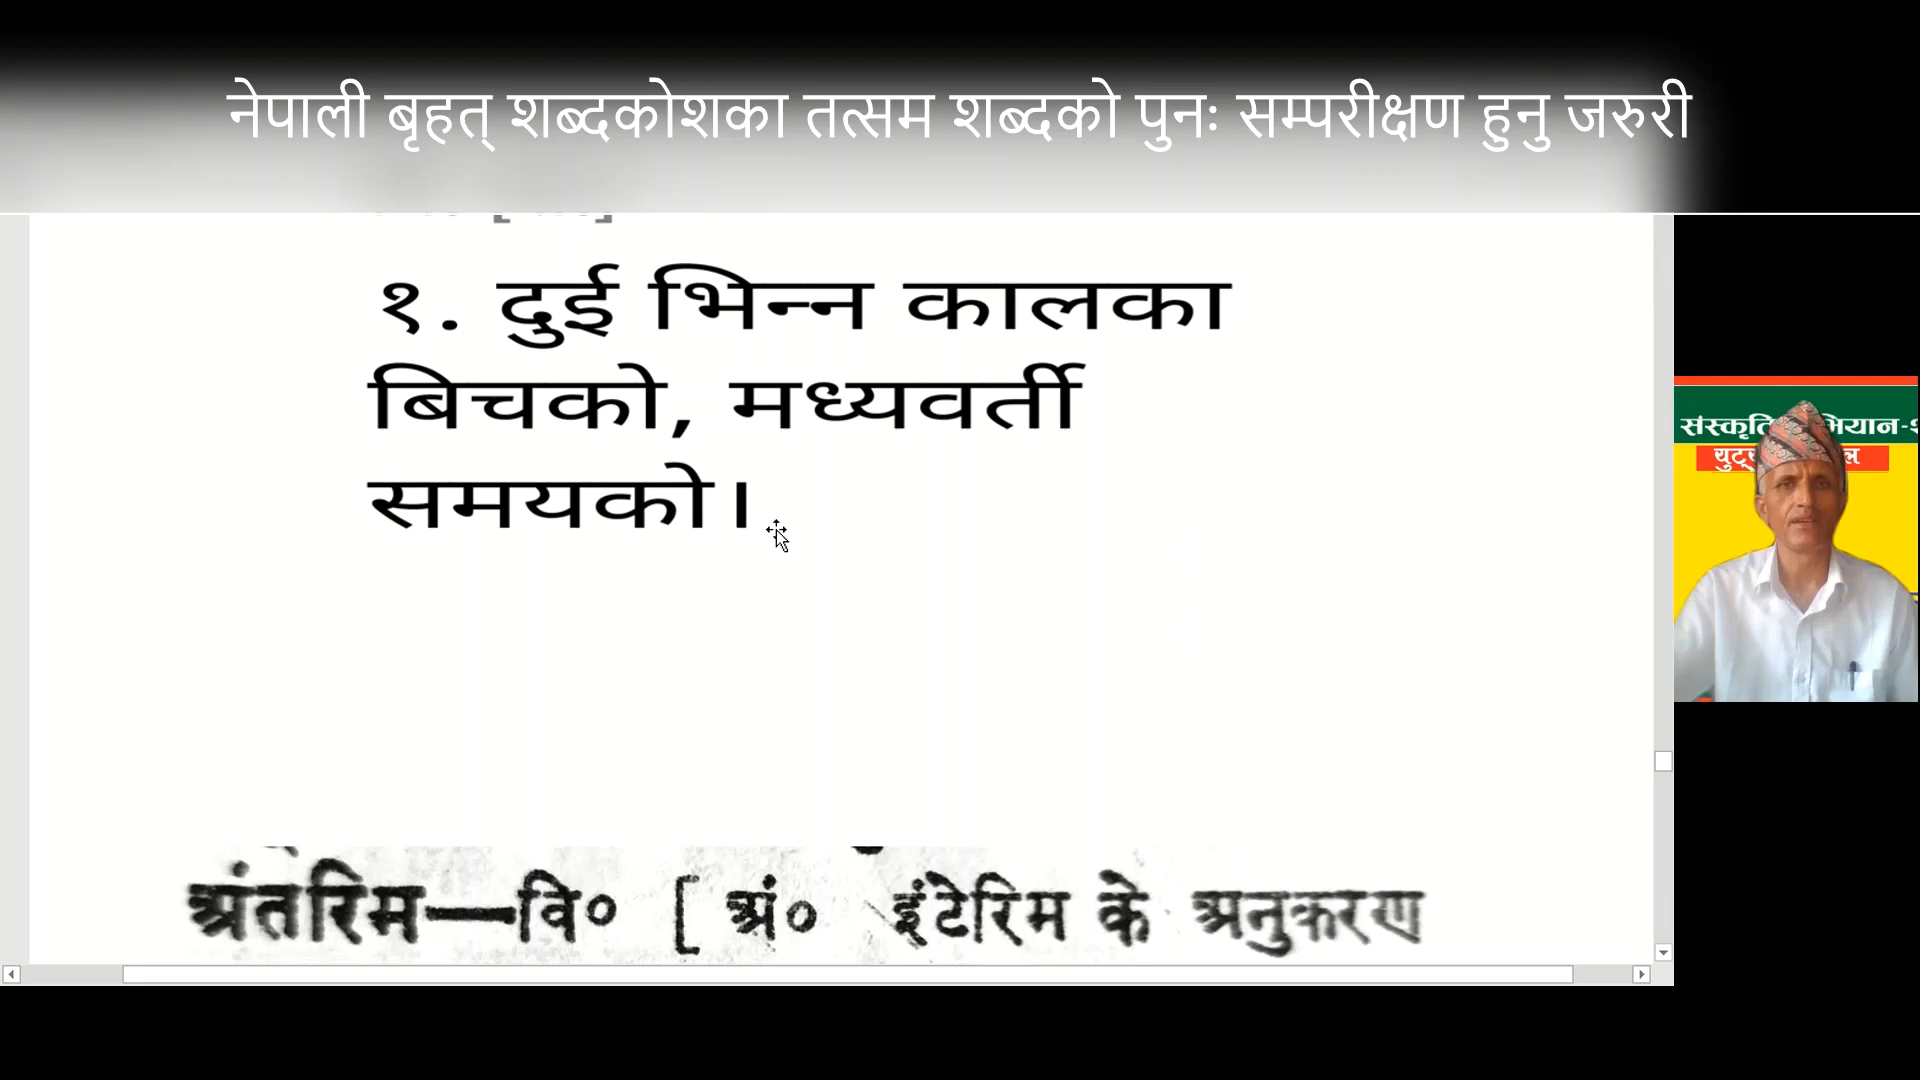 नेपाली बृहत् शब्दकोशका तत्सम शब्दको पुनः सम्परीक्षण हुनु जरुरी
१. दुई भिन्न कालका
बिचको, मध्यवर्ती
समयको।
अंतरिम—वि० [ अं० इंटेरिम के अनुकरण